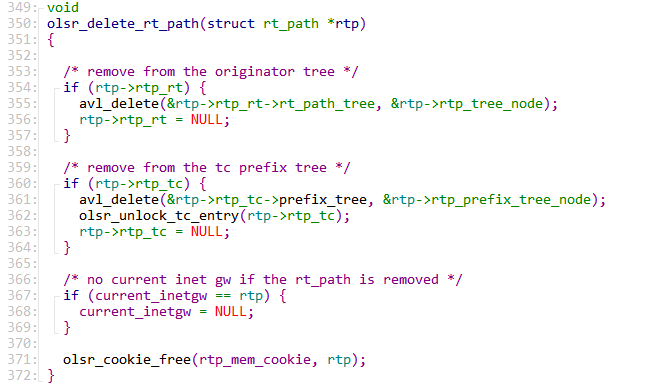 349: void
350: olsr_delete_rt_path(struct rt_path *rtp)
351: {
352:
353:   /* remove from the originator tree */
354:   if (rtp->rtp_rt) {
355:     avl_delete(&rtp->rtp_rt->rt_path_tree, &rtp->rtp_tree_node);
356:     rtp->rtp_rt = NULL;
357:   }
358:
359:   /* remove from the tc prefix tree */
360:   if (rtp->rtp_tc) {
361:     avl_delete(&rtp->rtp_tc->prefix_tree, &rtp->rtp_prefix_tree_node);
362:     olsr_unlock_tc_entry(rtp->rtp_tc);
363:     rtp->rtp_tc = NULL;
364:   }
365:
366:   /* no current inet gw if the rt_path is removed */
367:   if (current_inetgw == rtp) {
368:     current_inetgw = NULL;
369:   }
370:
371:   olsr_cookie_free(rtp_mem_cookie, rtp);
372: }